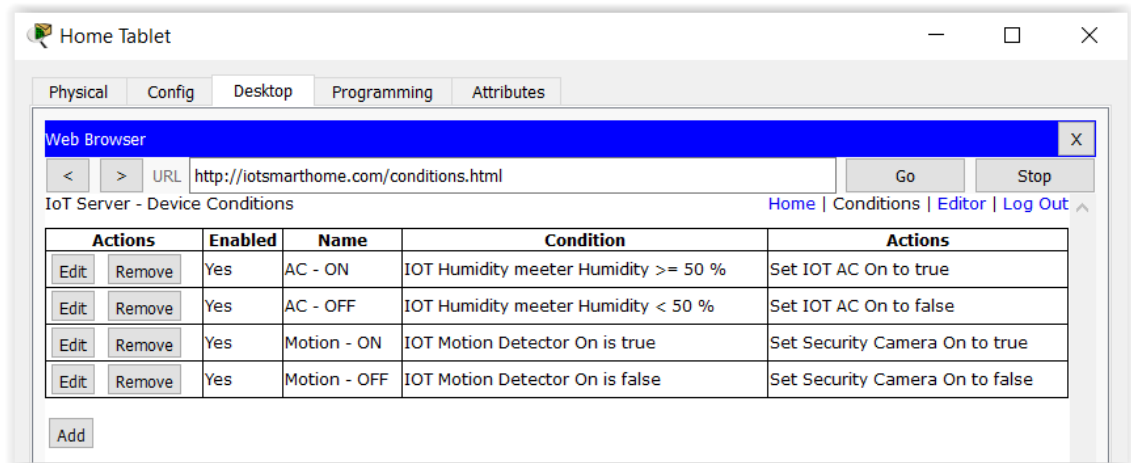 Home Tablet
Physical Config Desktop Programming Attributes
Web Browser X
< > URL http://iotsmarthome.com/conditions.html Go Stop
IoT Server - Device Conditions Home | Conditions | Editor | Log Out
Actions Enabled Name Condition Actions
Edit Remove Yes AC - ON IOT Humidity meeter Humidity >= 50 % Set IOT AC On to true
Edit Remove Yes AC - OFF IOT Humidity meeter Humidity < 50 % Set IOT AC On to false
Edit Remove Yes Motion - ON IOT Motion Detector On is true Set Security Camera On to true
Edit Remove Yes Motion - OFF IOT Motion Detector On is false Set Security Camera On to false
Add